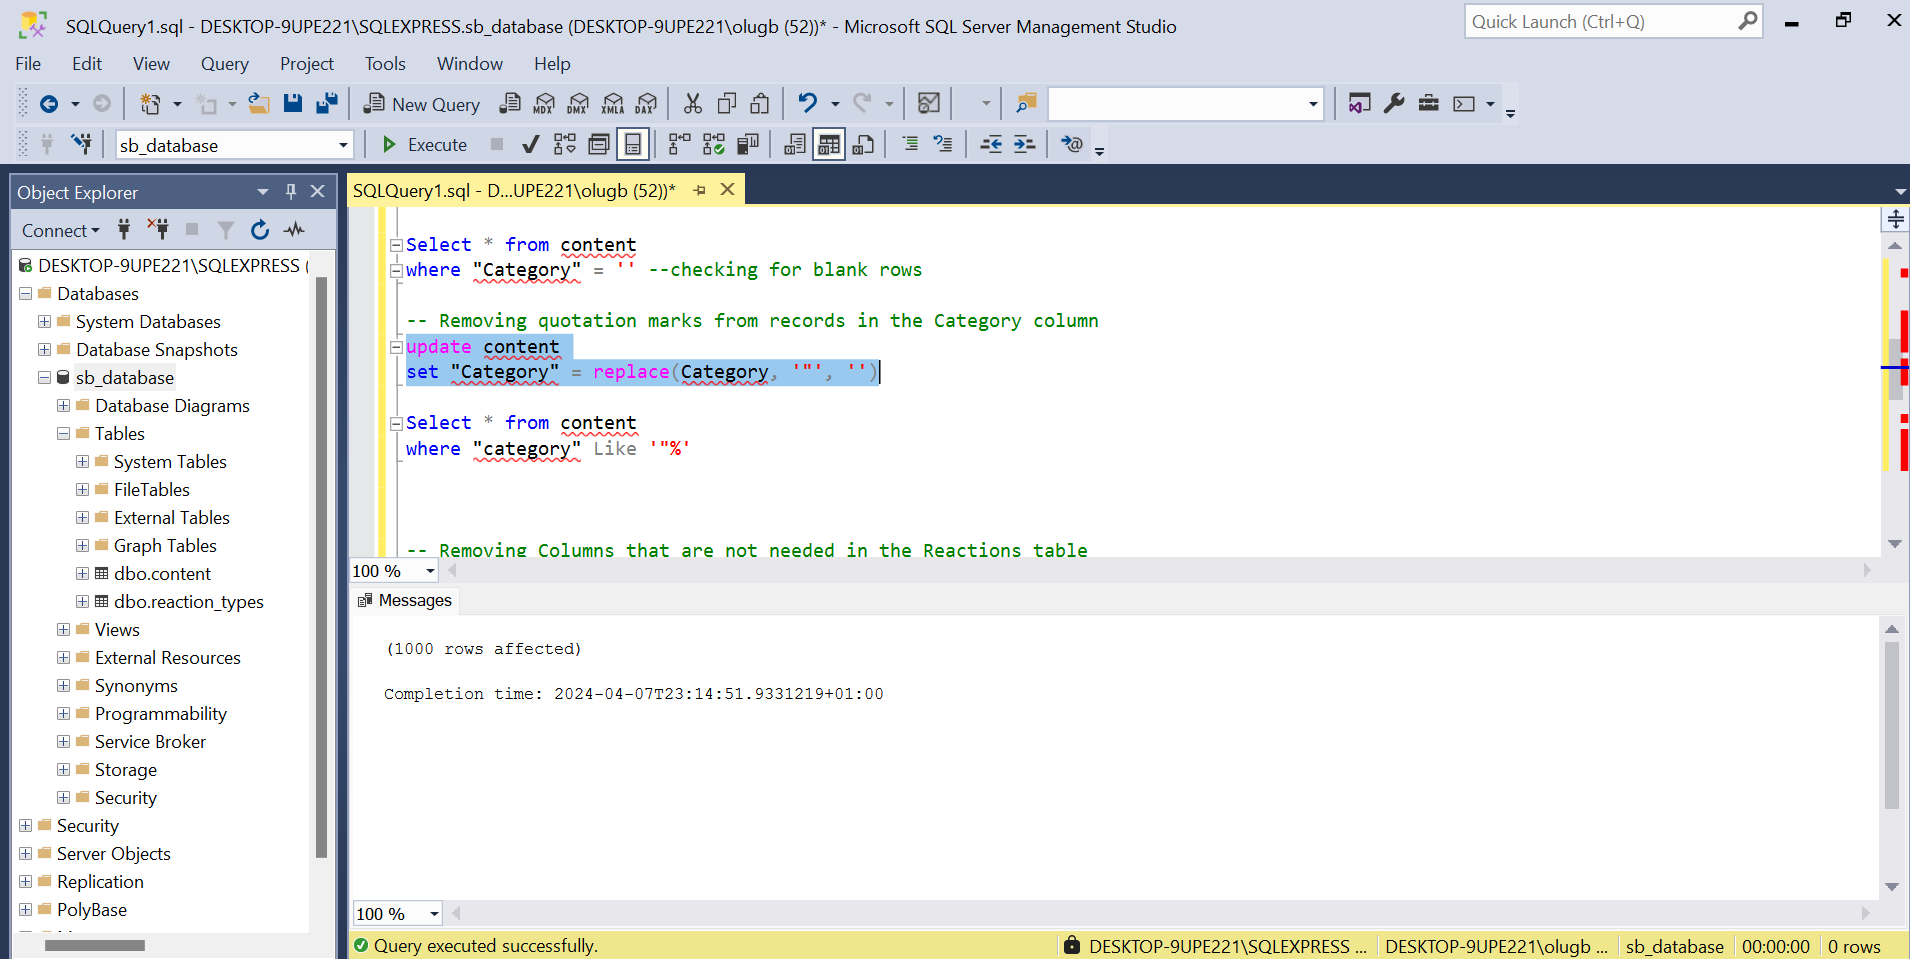 SQLQuery1.sql - DESKTOP-9UPE221\SQLEXPRESS.sb_database (DESKTOP-9UPE221\olugb (52))* - Microsoft SQL Server Management Studio
Quick Launch (Ctrl+Q)
File Edit View Query Project Tools Window Help
New Query MDX DMX XMLA DAX
sb_database Execute
Object Explorer
SQLQuery1.sql - D...UPE221\olugb (52))*
Connect
DESKTOP-9UPE221\SQLEXPRESS (
Databases
System Databases
Database Snapshots
sb_database
Database Diagrams
Tables
System Tables
FileTables
External Tables
Graph Tables
dbo.content
dbo.reaction_types
Views
External Resources
Synonyms
Programmability
Service Broker
Storage
Security
Security
Server Objects
Replication
PolyBase
Select * from content
where "Category" = '' --checking for blank rows
-- Removing quotation marks from records in the Category column
update content
set "Category" = replace(Category, '"', '')
Select * from content
where "category" Like '"%'
-- Removing Columns that are not needed in the Reactions table
100 %
Messages
(1000 rows affected)
Completion time: 2024-04-07T23:14:51.9331219+01:00
100 %
Query executed successfully. DESKTOP-9UPE221\SQLEXPRESS ... DESKTOP-9UPE221\olugb ... sb_database 00:00:00 0 rows